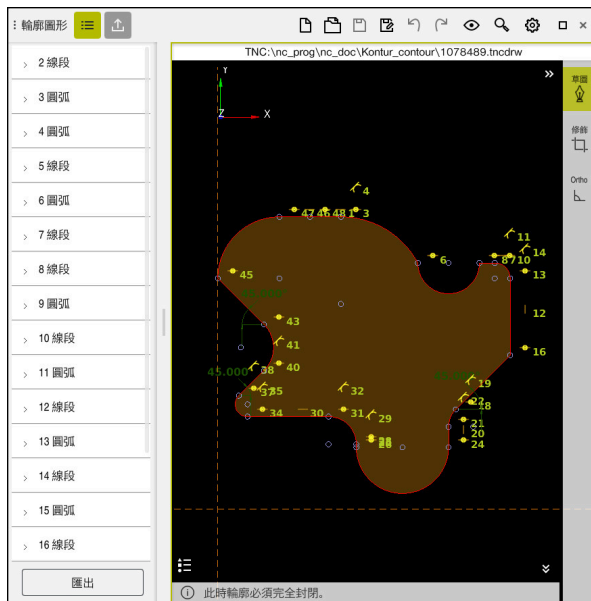 輪廓圖形
TNC:\nc_prog\nc_doc\Kontur_contour\1078489.tncdrw
2 線段
3 圓弧
4 圓弧
5 線段
6 圓弧
7 線段
8 線段
9 圓弧
10 線段
11 圓弧
12 線段
13 圓弧
14 線段
15 圓弧
16 線段
匯出
Y
Z
X
4
47
46
48
1
3
11
14
6
8
7
10
13
45
12
43
41
16
40
45.000
38
37
35
32
19
22
18
34
30
31
29
21
20
24
草圖
修飾
Ortho
此時輪廓必須完全封閉。